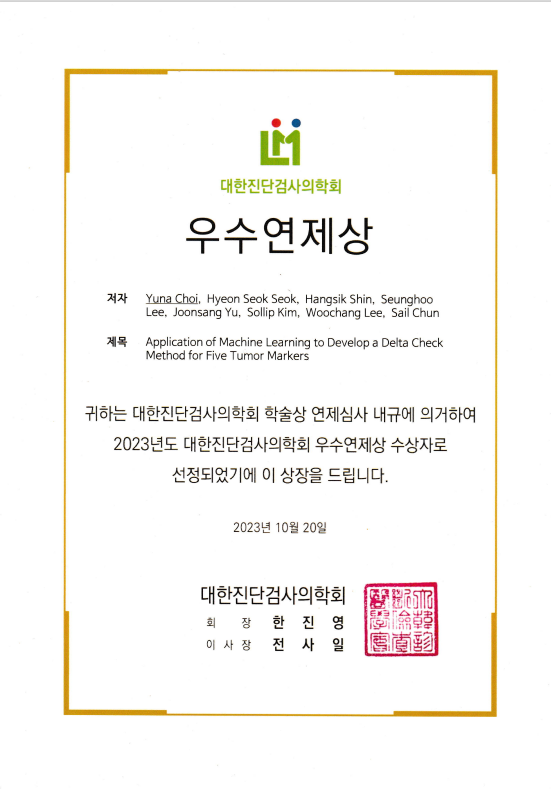 대한진단검사의학회
우수연제상
저자 Yuna Choi, Hyeon Seok Seok, Hangsik Shin, Seunghoo
Lee, Joonsang Yu, Sollip Kim, Woochang Lee, Sail Chun
제목 Application of Machine Learning to Develop a Delta Check
Method for Five Tumor Markers
귀하는 대한진단검사의학회 학술상 연제심사 내규에 의거하여
2023년도 대한진단검사의학회 우수연제상 수상자로
선정되었기에 이 상장을 드립니다.
2023년 10월 20일
대한진단검사의학회
회 장 한 진 영
이 사 장 전 사 일